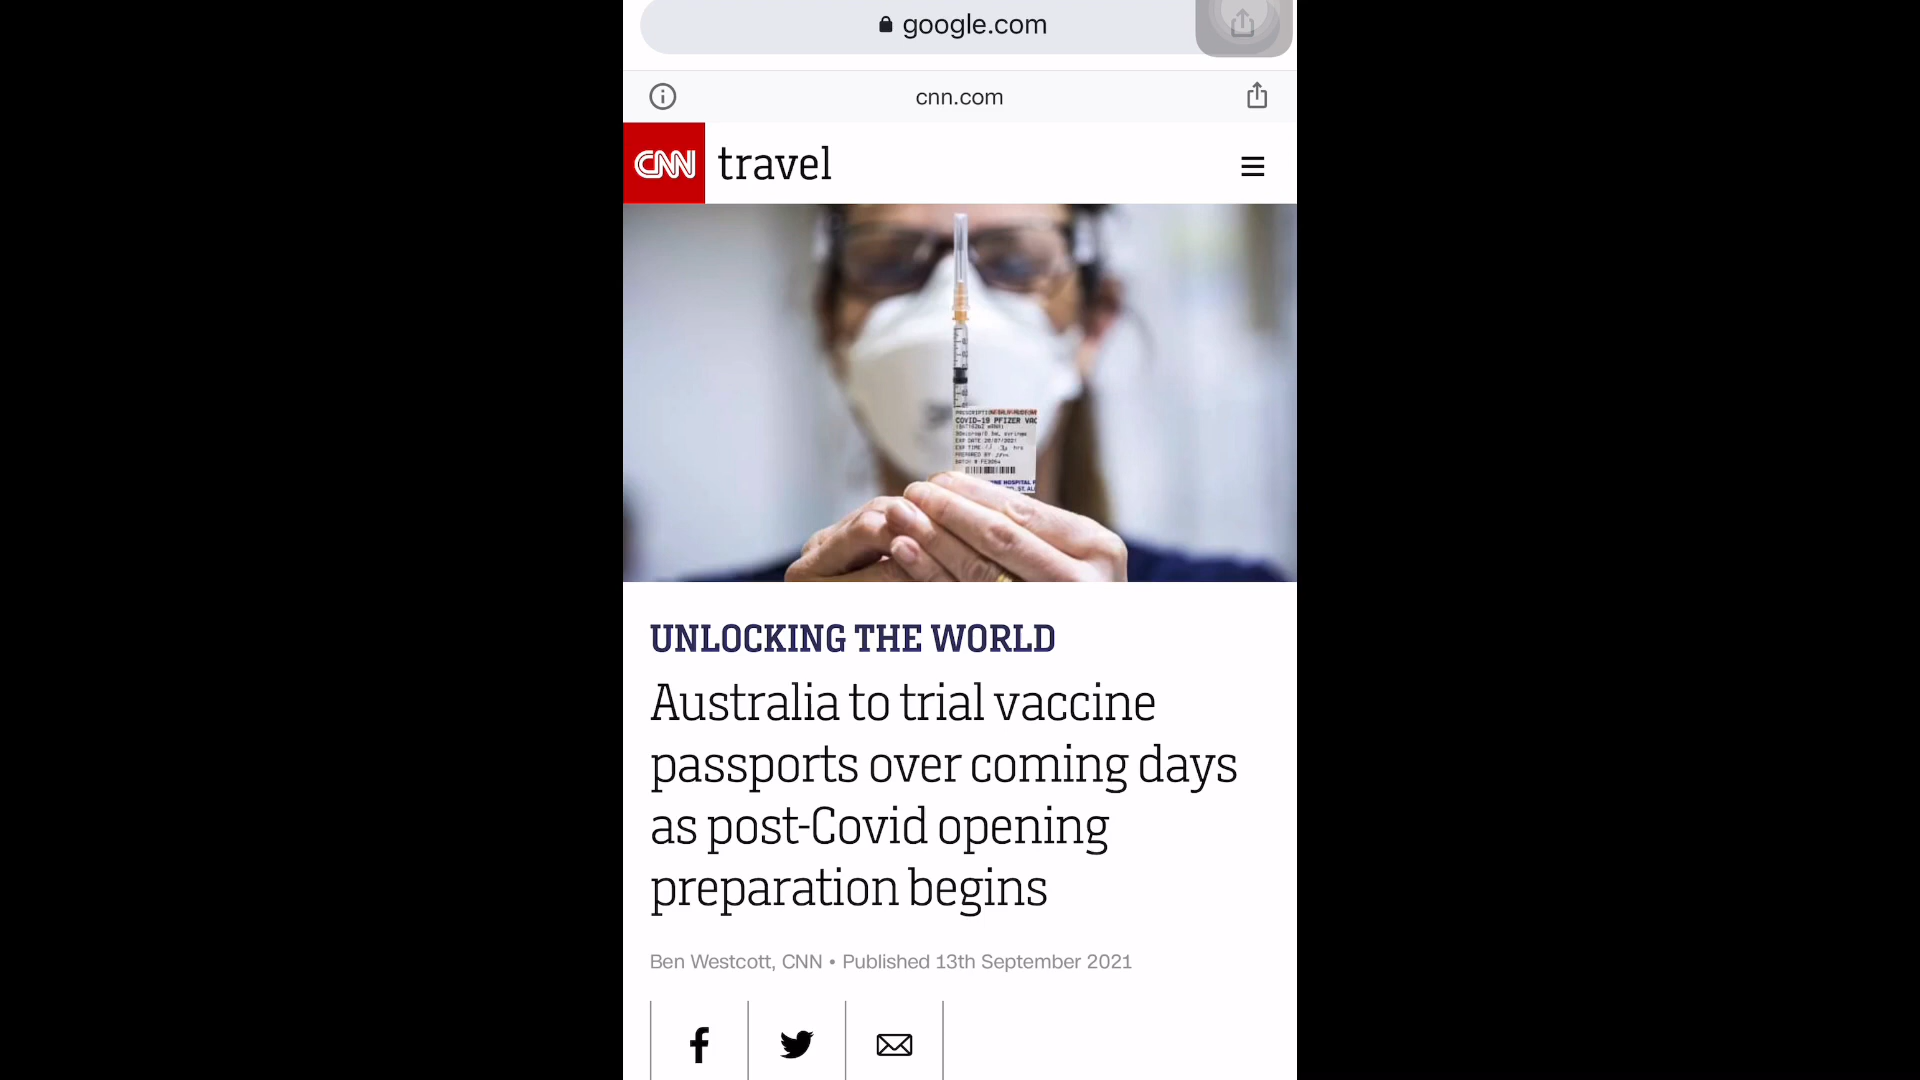 google.com
cnn.com
CNN travel
COVID-19 PFIZER VAC
UNLOCKING THE WORLD
Australia to trial vaccine
passports over coming days
as post-Covid opening
preparation begins
Ben Westcott, CNN • Published 13th September 2021